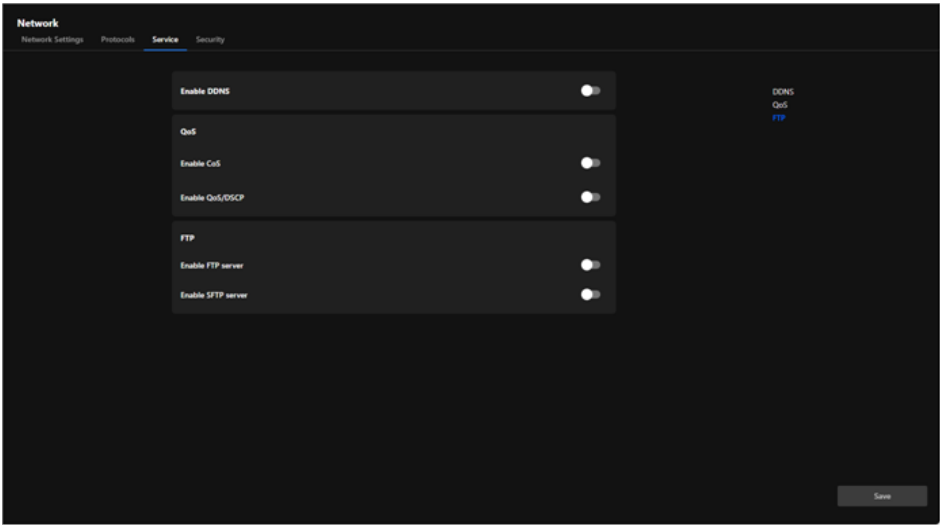 Network
Network Settings Protocols Service Security
Enable DDNS
QoS
Enable CoS
Enable QoS/DSCP
FTP
Enable FTP server
Enable SFTP server
DDNS
QoS
FTP
Save